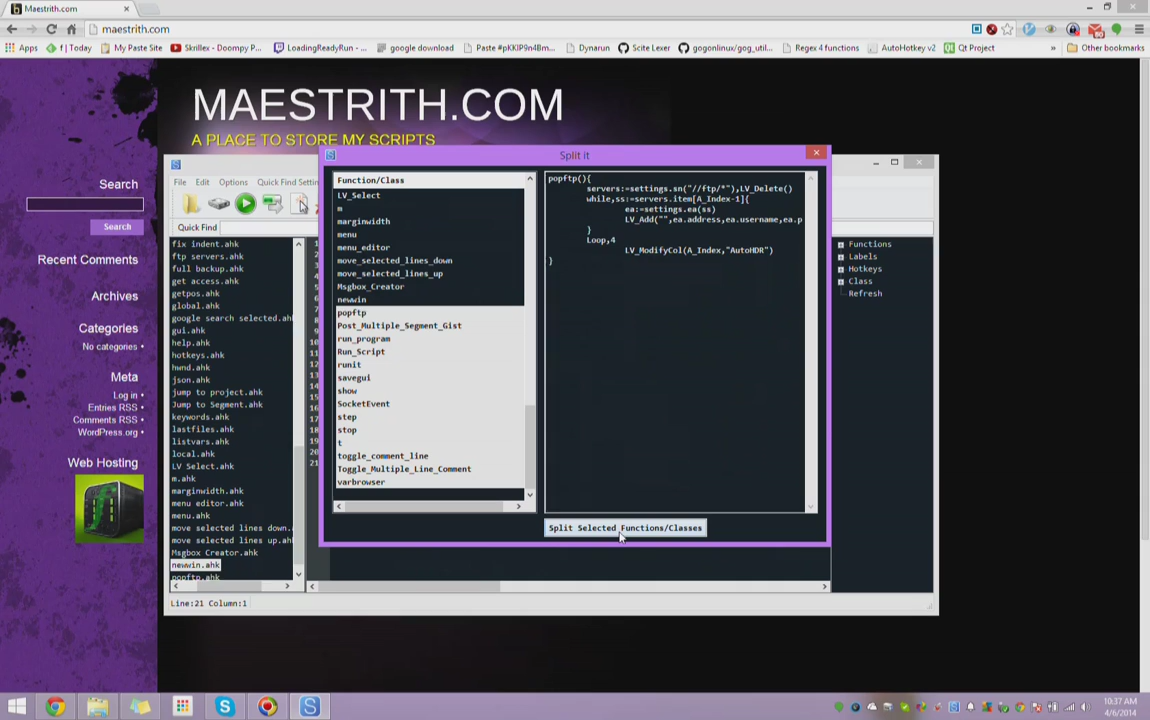 Maestrith.com
maestrith.com
Apps
f | Today
My Paste Site
Skrillex - Doompy P...
LoadingReadyRun - ...
google download
Paste #pKKIP9n4Bm...
Dynarun
Scite Lexer
gogonlinux/gog_util...
Regex 4 functions
AutoHotkey v2
Qt Project
»
Other bookmarks
MAESTRITH.COM
A PLACE TO STORE MY SCRIPTS
Search
Search
Recent Comments
Archives
Categories
No categories
Meta
Log in
Entries RSS
Comments RSS
WordPress.org
Web Hosting
File Edit Options Quick Find Setti
Quick Find
fix indent.ahk
ftp servers.ahk
full backup.ahk
get access.ahk
getpos.ahk
global.ahk
google search selected.ahk
gui.ahk
help.ahk
hotkeys.ahk
hwnd.ahk
json.ahk
jump to project.ahk
Jump to Segment.ahk
keywords.ahk
lastfiles.ahk
listvars.ahk
local.ahk
LV Select.ahk
m.ahk
marginwidth.ahk
menu editor.ahk
menu.ahk
move selected lines down.
move selected lines up.ahk
Msgbox Creator.ahk
newwin.ahk
popftp.ahk
Line:21 Column:1
Split it
Function/Class
LV_Select
m
marginwidth
menu
menu_editor
move_selected_lines_down
move_selected_lines_up
Msgbox_Creator
newwin
popftp
Post_Multiple_Segment_Gist
run_program
Run_Script
runit
savegui
show
SocketEvent
step
stop
t
toggle_comment_line
Toggle_Multiple_Line_Comment
varbrowser
popftp(){
servers:=settings.sn("//ftp/*"),LV_Delete()
while,ss:=servers.item[A_Index-1]{
ea:=settings.ea(ss)
LV_Add("",ea.address,ea.username,ea.p
}
Loop,4
LV_ModifyCol(A_Index,"AutoHDR")
}
Split Selected Functions/Classes
Functions
Labels
Hotkeys
Class
Refresh
10:37 AM
4/6/2014